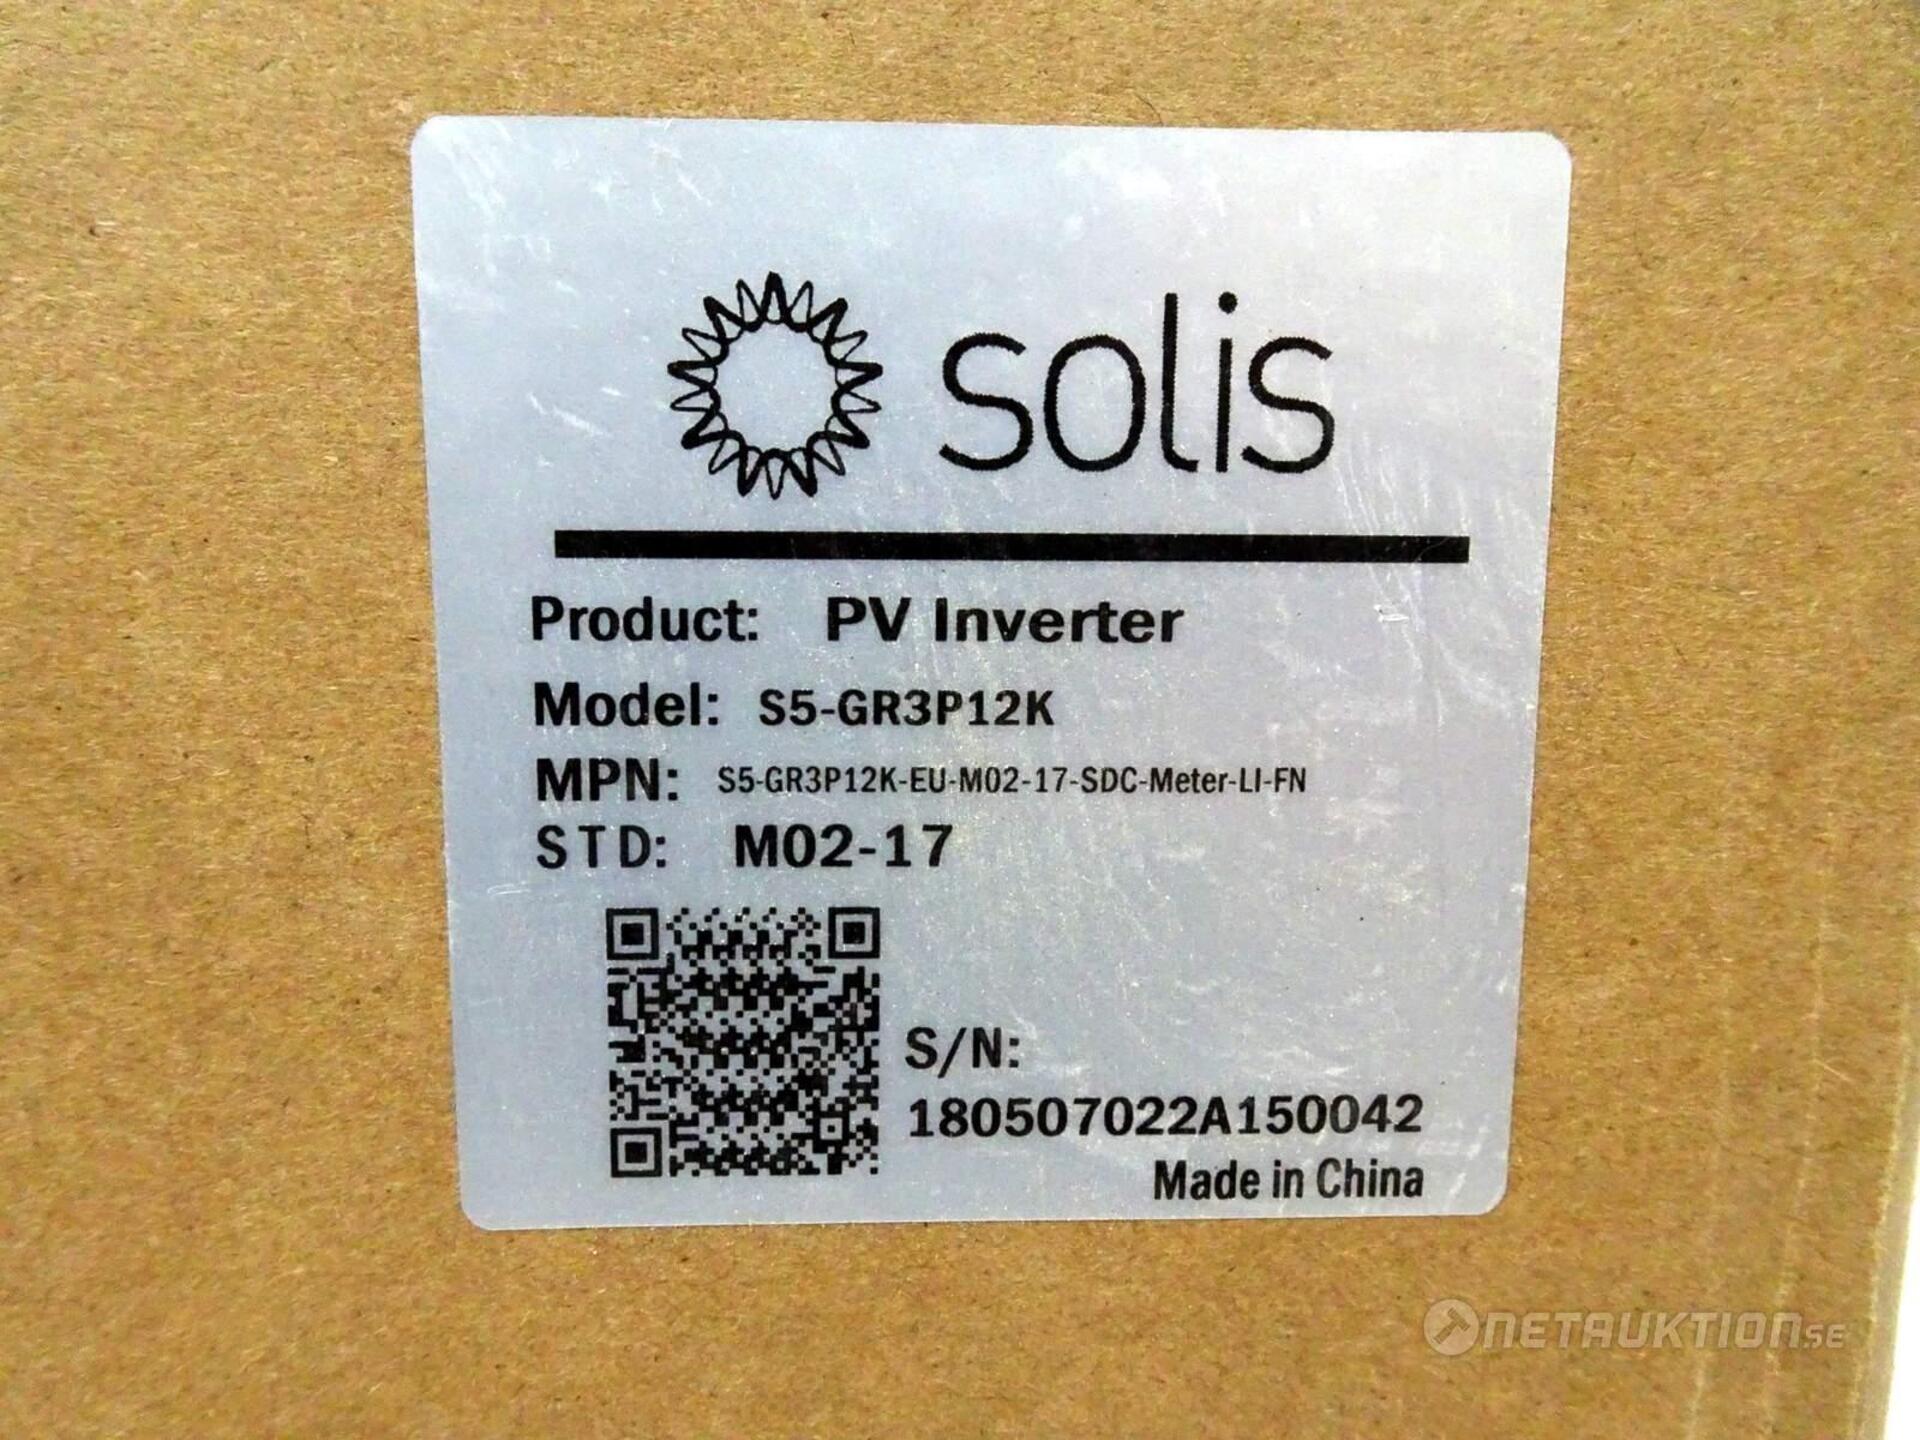 solis
Product: PV Inverter
Model: S5-GR3P12K
MPN: S5-GR3P12K-EU-M02-17-SDC-Meter-LI-FN
STD: M02-17
S/N:
180507022A150042
Made in China
NETAUKTION.SE